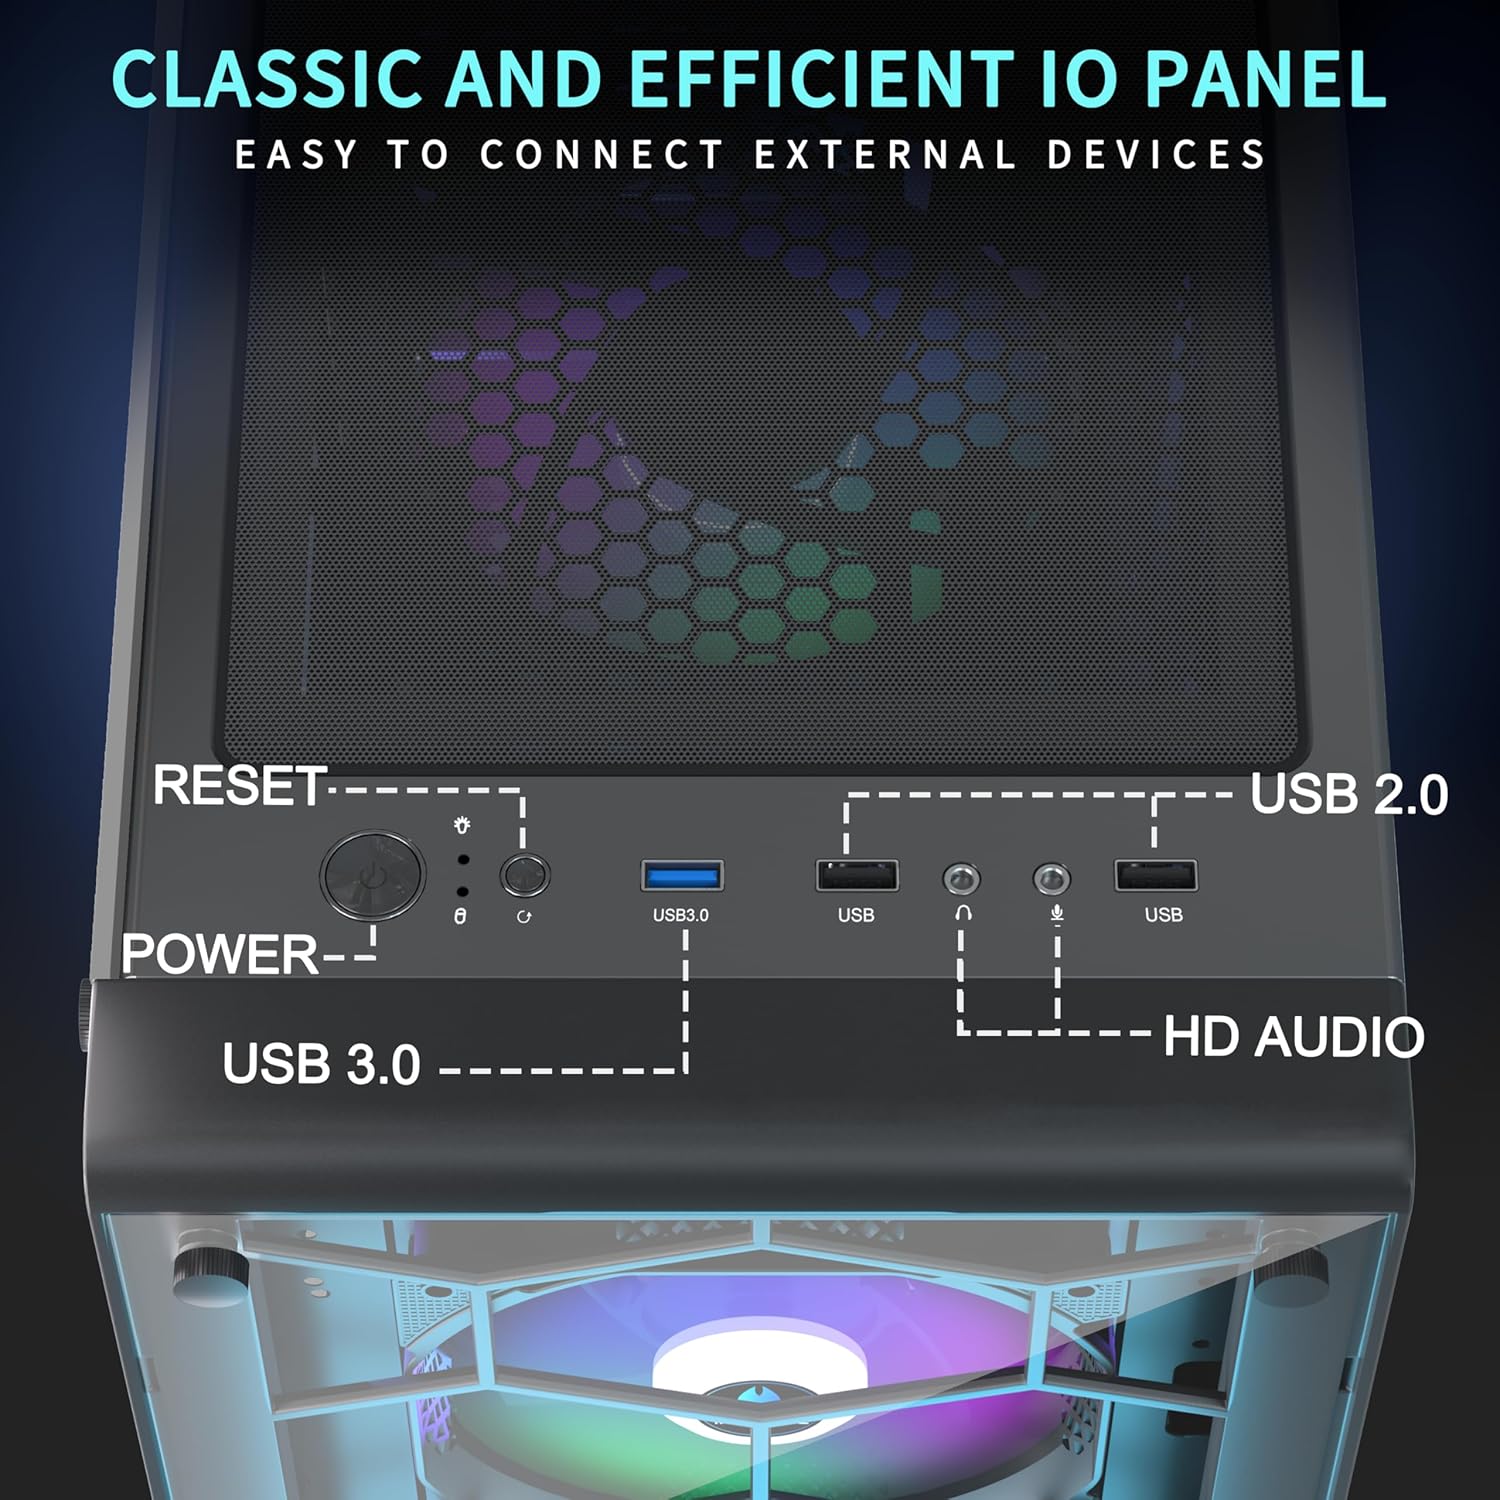 CLASSIC AND EFFICIENT IO PANEL
EASY TO CONNECT EXTERNAL DEVICES
RESET
USB 2.0
USB3.0
USB
USB
POWER
HD AUDIO
USB 3.0